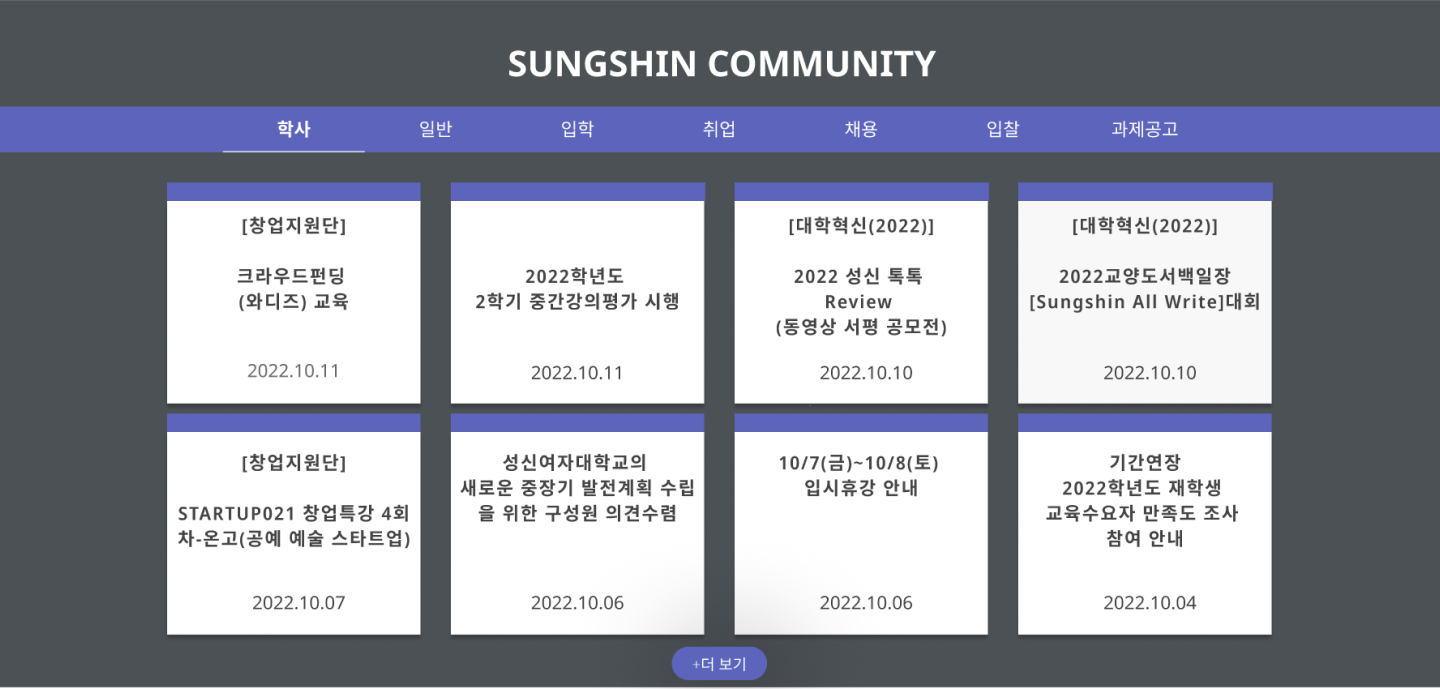 SUNGSHIN COMMUNITY
학사 일반 입학 취업 채용 입찰 과제공고
[창업지원단]
크라우드펀딩
(와디즈) 교육
2022.10.11
2022학년도
2학기 중간강의평가 시행
2022.10.11
[대학혁신(2022)]
2022 성신 톡톡
Review
(동영상 서평 공모전)
2022.10.10
[대학혁신(2022)]
2022교양도서백일장
[Sungshin All Write]대회
2022.10.10
[창업지원단]
STARTUP021 창업특강 4회
차-온고(공예 예술 스타트업)
2022.10.07
성신여자대학교의
새로운 중장기 발전계획 수립
을 위한 구성원 의견수렴
2022.10.06
10/7(금)~10/8(토)
입시휴강 안내
2022.10.06
기간연장
2022학년도 재학생
교육수요자 만족도 조사
참여 안내
2022.10.04
+더 보기